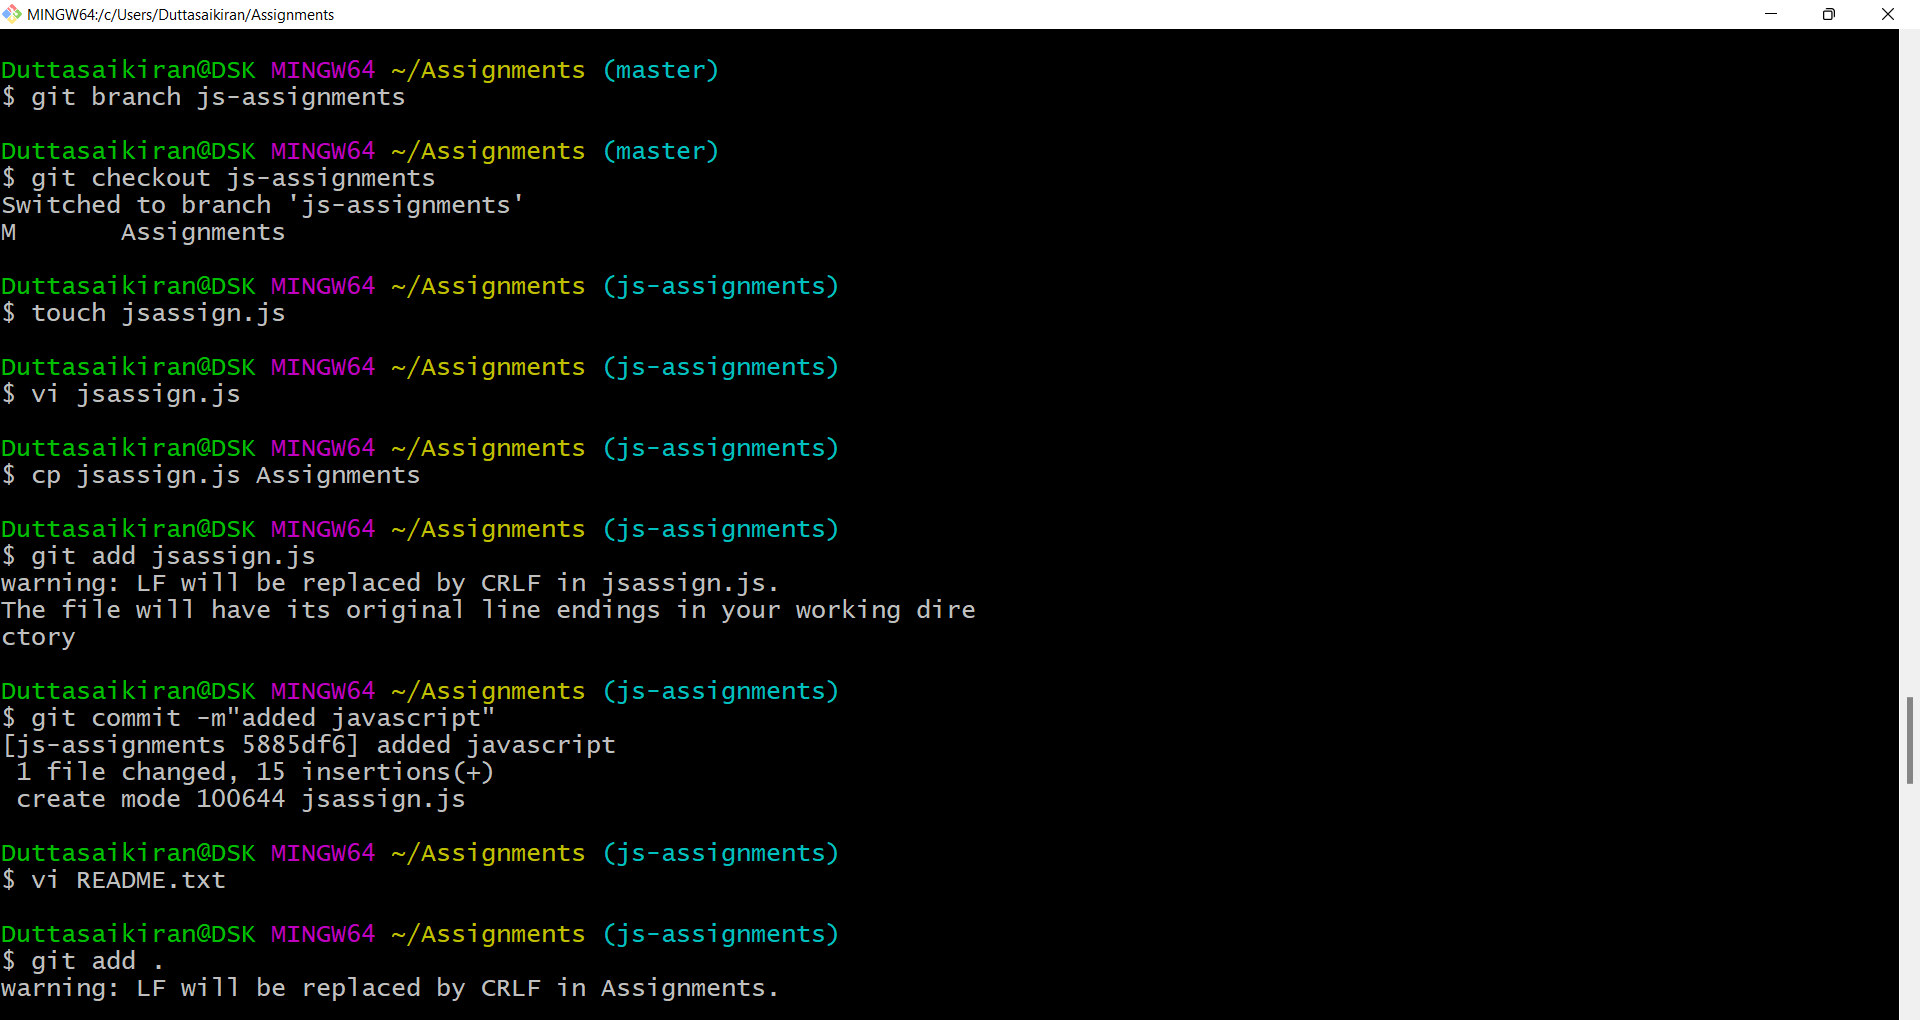 MINGW64:/c/Users/Duttasaikiran/Assignments
Duttasaikiran@DSK MINGW64 ~/Assignments (master)
$ git branch js-assignments
Duttasaikiran@DSK MINGW64 ~/Assignments (master)
$ git checkout js-assignments
Switched to branch 'js-assignments'
M       Assignments
Duttasaikiran@DSK MINGW64 ~/Assignments (js-assignments)
$ touch jsassign.js
Duttasaikiran@DSK MINGW64 ~/Assignments (js-assignments)
$ vi jsassign.js
Duttasaikiran@DSK MINGW64 ~/Assignments (js-assignments)
$ cp jsassign.js Assignments
Duttasaikiran@DSK MINGW64 ~/Assignments (js-assignments)
$ git add jsassign.js
warning: LF will be replaced by CRLF in jsassign.js.
The file will have its original line endings in your working dire
ctory
Duttasaikiran@DSK MINGW64 ~/Assignments (js-assignments)
$ git commit -m"added javascript"
[js-assignments 5885df6] added javascript
 1 file changed, 15 insertions(+)
 create mode 100644 jsassign.js
Duttasaikiran@DSK MINGW64 ~/Assignments (js-assignments)
$ vi README.txt
Duttasaikiran@DSK MINGW64 ~/Assignments (js-assignments)
$ git add .
warning: LF will be replaced by CRLF in Assignments.